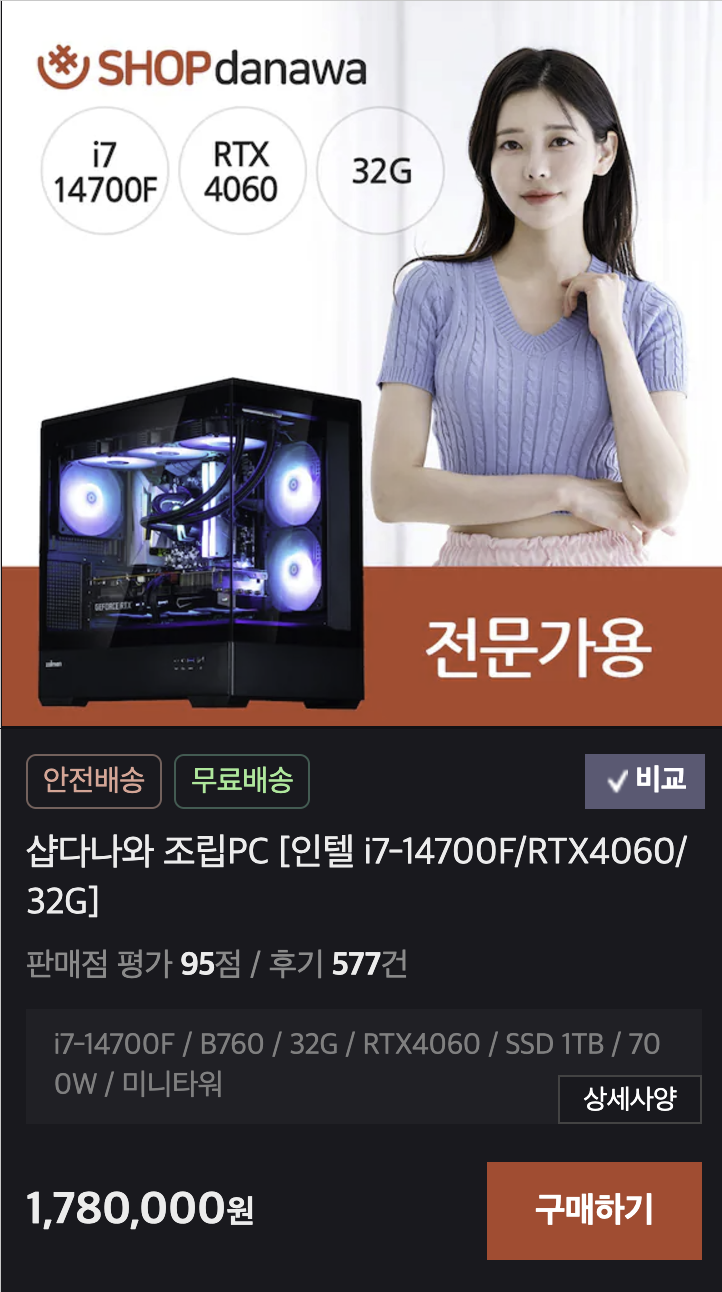 SHOPdanawa
i7
14700F
RTX
4060
32G
GEFORCE RTX
zalman
전문가용
안전배송
무료배송
비교
샵다나와 조립PC [인텔 i7-14700F/RTX4060/
32G]
판매점 평가 95점 / 후기 577건
i7-14700F / B760 / 32G / RTX4060 / SSD 1TB / 70
0W / 미니타워
상세사양
1,780,000원
구매하기